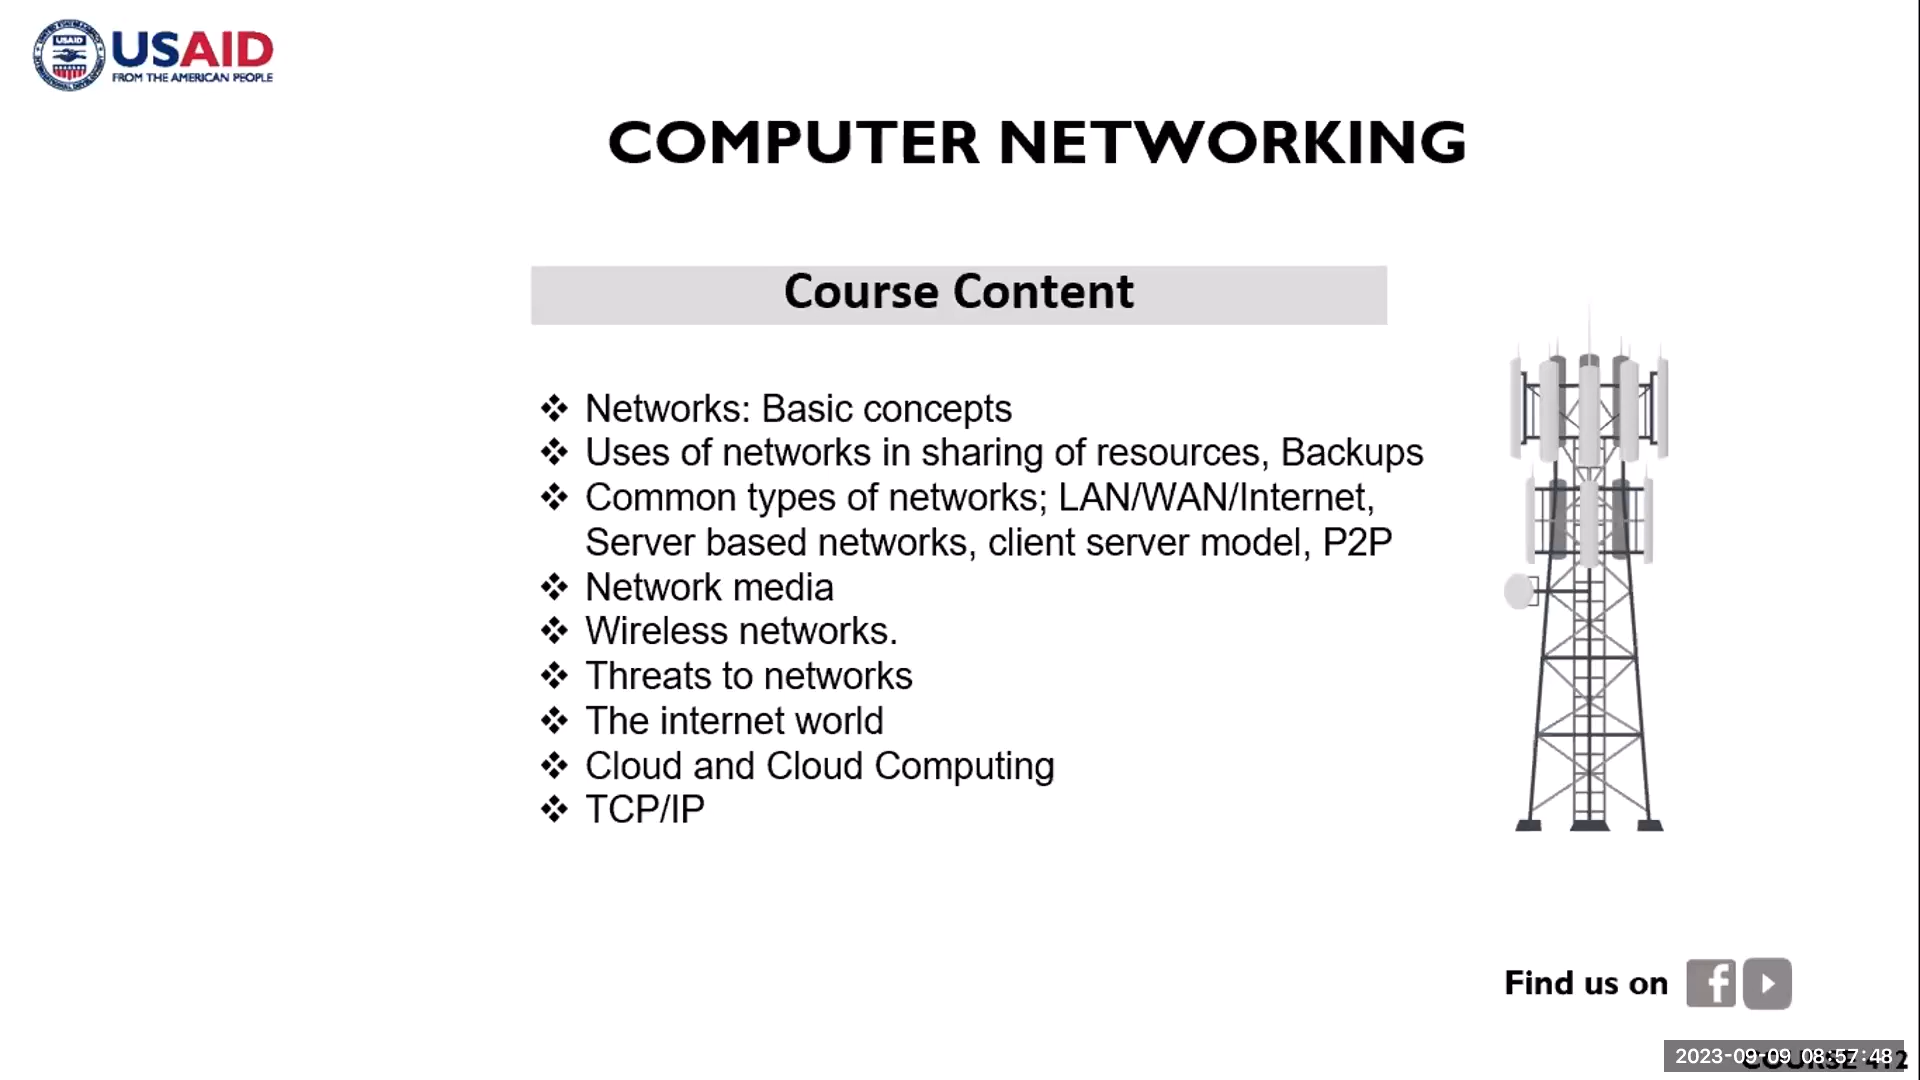 USAID
USAID
FROM THE AMERICAN PEOPLE
COMPUTER NETWORKING
Course Content
❖ Networks: Basic concepts
❖ Uses of networks in sharing of resources, Backups
❖ Common types of networks; LAN/WAN/Internet,
Server based networks, client server model, P2P
❖ Network media
❖ Wireless networks.
❖ Threats to networks
❖ The internet world
❖ Cloud and Cloud Computing
❖ TCP/IP
Find us on
2023-09-09 08:57:48
COURSE 412